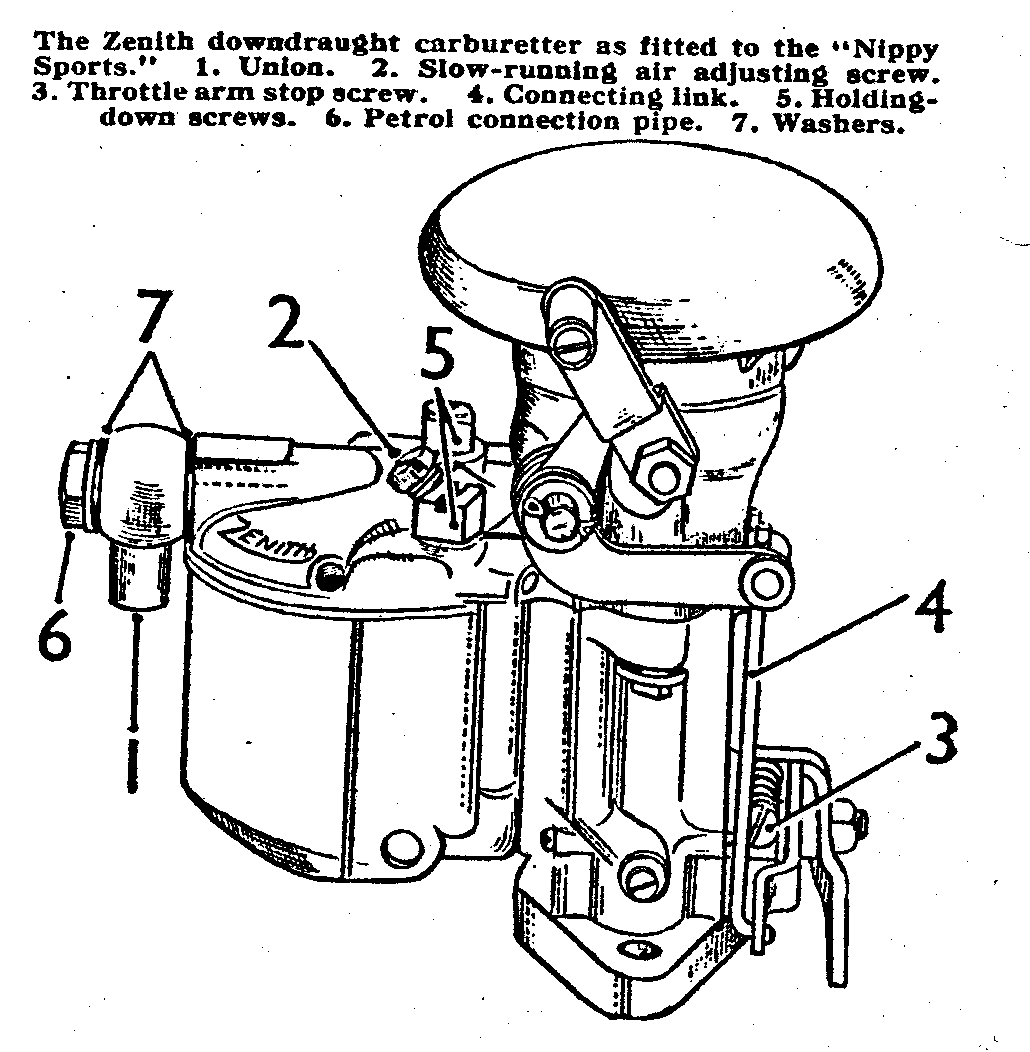 The Zenith downdraught carburetter as fitted to the "Nippy
Sports." 1. Union. 2. Slow-running air adjusting screw.
3. Throttle arm stop screw. 4. Connecting link. 5. Holding-
down screws. 6. Petrol connection pipe. 7. Washers.
7
2
5
ZENITH
6
4
3
1